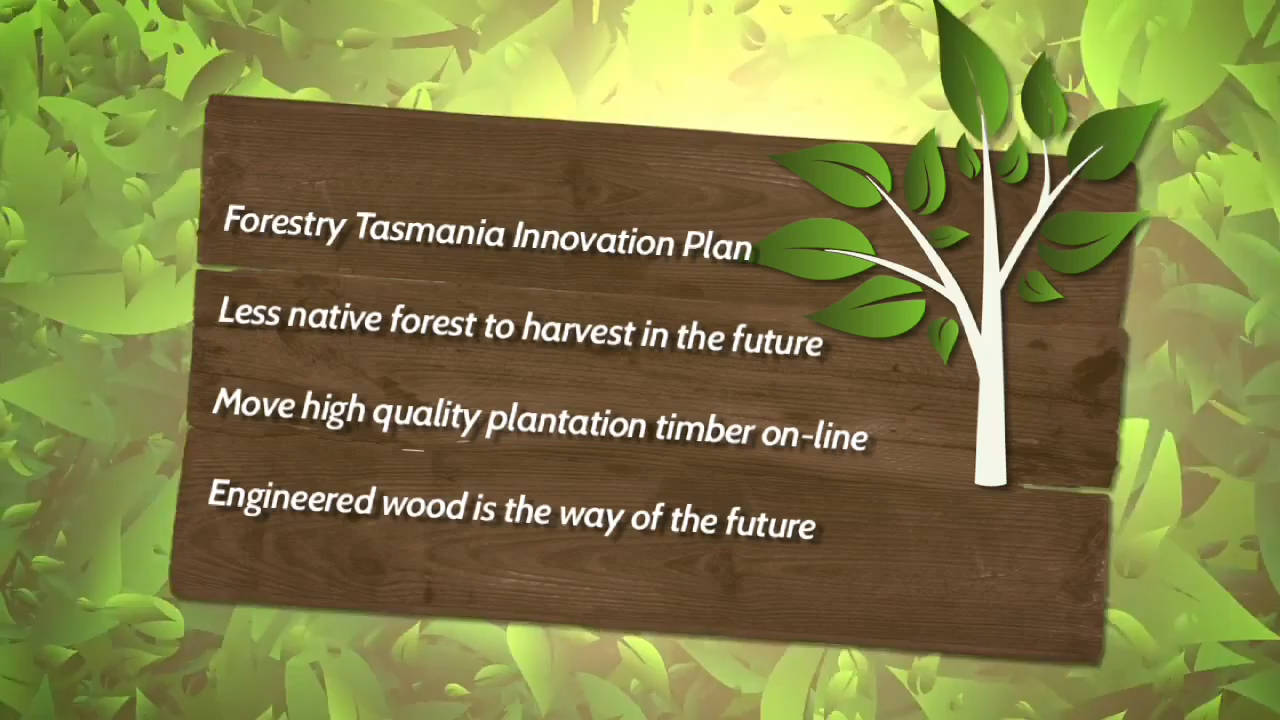 Forestry Tasmania Innovation Plan
Less native forest to harvest in the future
Move high quality plantation timber on-line
Engineered wood is the way of the future